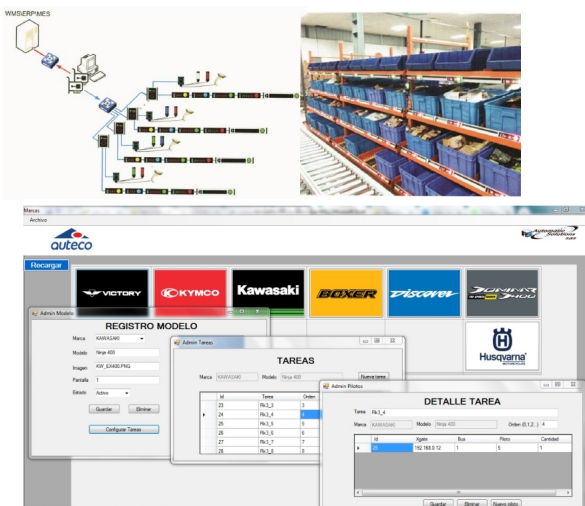 WMS\ERP\MES
Marcas
Archivo
auteco
Automatic
Solutions
SAS
Recargar
VICTORY
KYMCO
Kawasaki
BOXER
DISCOVER
DOMINAR
400
Husqvarna
MOTORCYCLES
Admin Modelo
REGISTRO MODELO
Marca KAWASAKI
Modelo Ninja 400
Imagen KW_EX400.PNG
Pantalla 1
Estado Activo
Guardar Eliminar
Configurar Tareas
Admin Tareas
TAREAS
Marca KAWASAKI Modelo Ninja 400 Nueva tarea
Id Tarea Orden
23 Rk3_3 3
24 Rk3_4 4
25 Rk3_5 5
26 Rk3_6 6
27 Rk3_7 7
28 Rk3_8 8
Admin Pilotos
DETALLE TAREA
Tarea Rk3_4
Marca KAWASAKI Modelo Ninja 400 Orden (0,1,2...) 4
Id Xgate Bus Piloto Cantidad
25 192.168.0.12 1 5 1
Guardar Eliminar Nuevo piloto